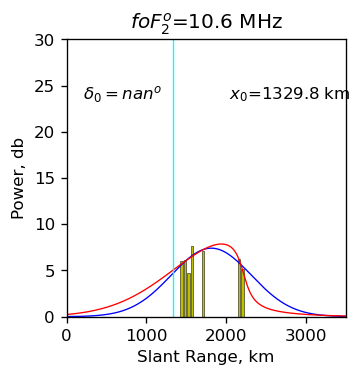 foF₂ᵒ=10.6 MHz
30
δ₀ = nanᵒ
x₀=1329.8 km
25
20
15
10
5
0
Power, db
0 1000 2000 3000
Slant Range, km